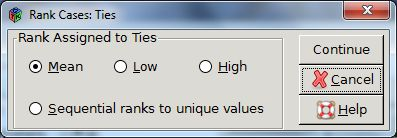 Rank Cases: Ties
Rank Assigned to Ties
Mean Low High
Sequential ranks to unique values
Continue
Cancel
Help